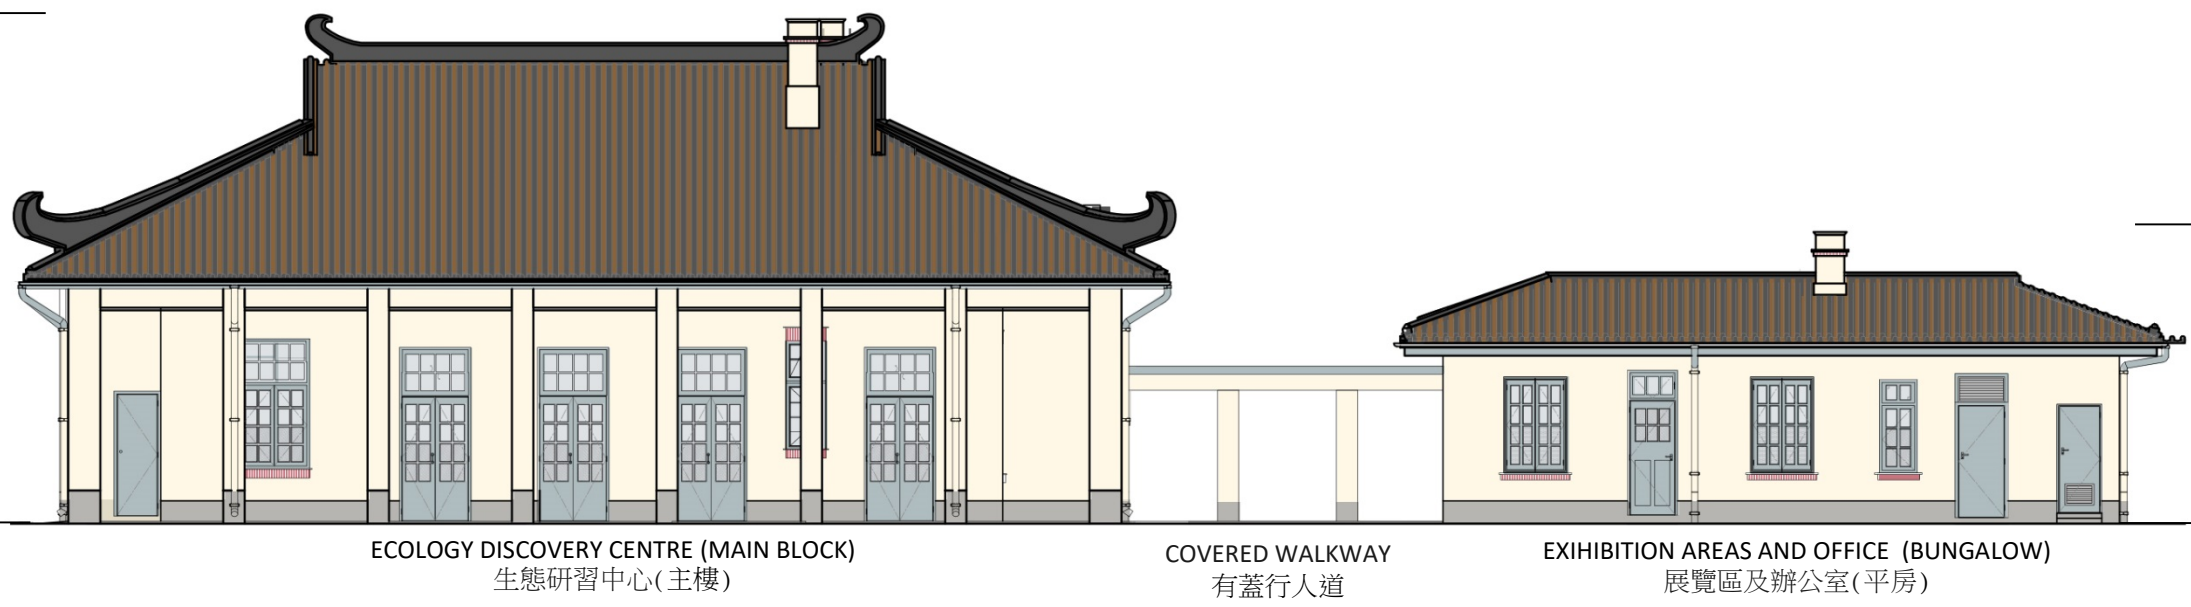 ECOLOGY DISCOVERY CENTRE (MAIN BLOCK)
生態研習中心(主樓)
COVERED WALKWAY
有蓋行人道
EXIHIBITION AREAS AND OFFICE (BUNGALOW)
展覽區及辦公室(平房)